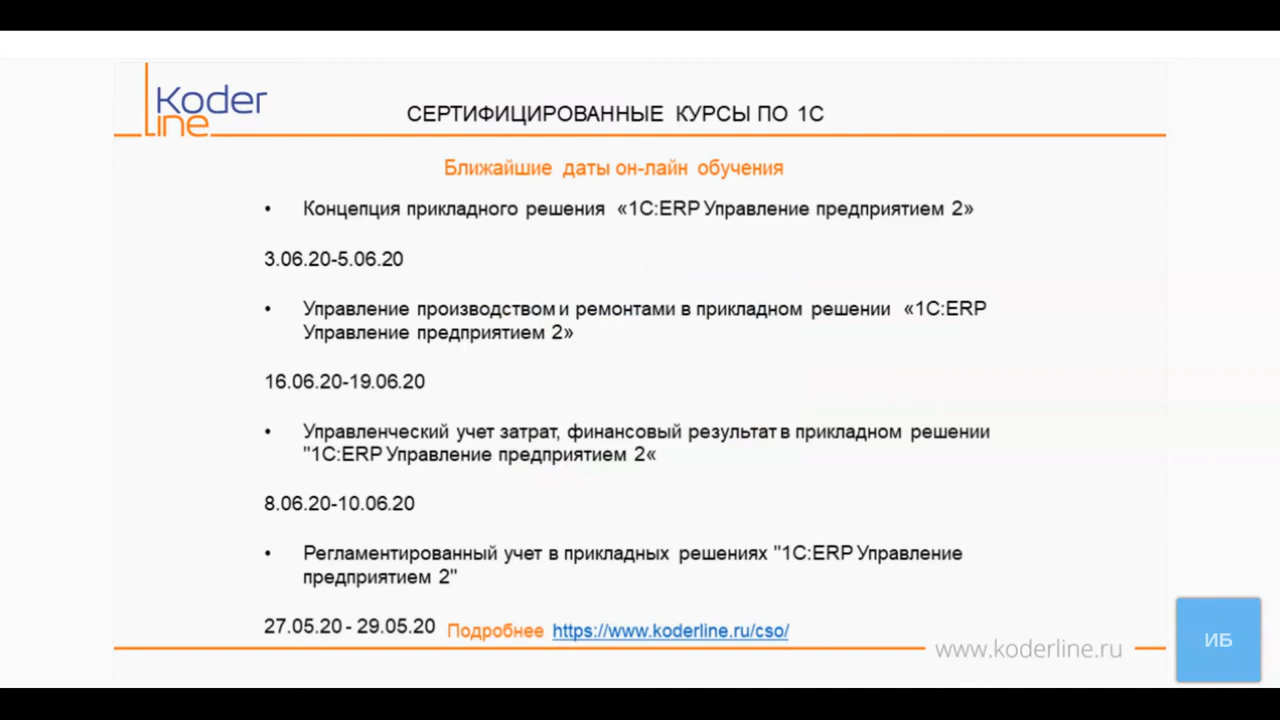 Koder
line
СЕРТИФИЦИРОВАННЫЕ КУРСЫ ПО 1С
Ближайшие даты он-лайн обучения
• Концепция прикладного решения «1С:ERP Управление предприятием 2»
3.06.20-5.06.20
• Управление производством и ремонтами в прикладном решении «1С:ERP
Управление предприятием 2»
16.06.20-19.06.20
• Управленческий учет затрат, финансовый результат в прикладном решении
"1С:ERP Управление предприятием 2«
8.06.20-10.06.20
• Регламентированный учет в прикладных решениях "1С:ERP Управление
предприятием 2"
27.05.20 - 29.05.20 Подробнее https://www.koderline.ru/cso/
www.koderline.ru
ИБ